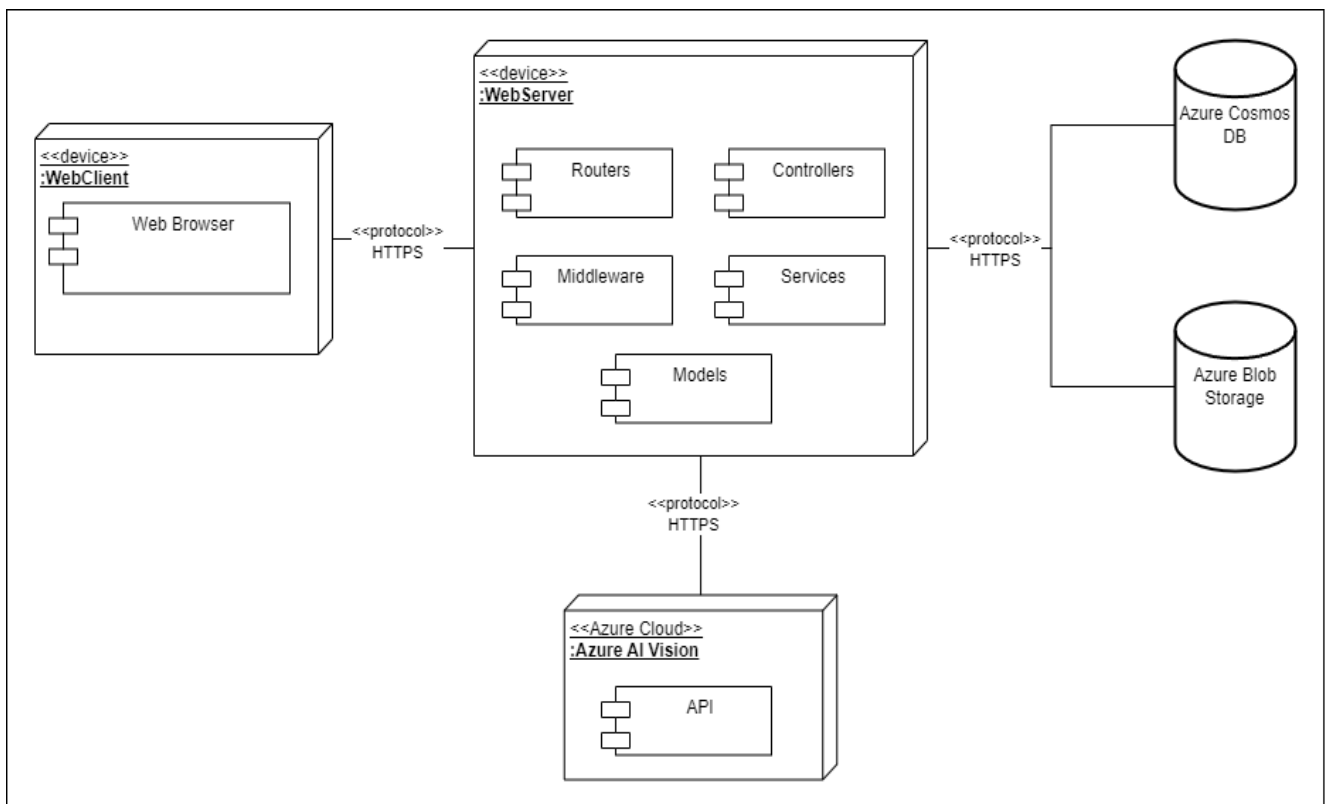 <<device>>
:WebClient
Web Browser
<<protocol>>
HTTPS
<<device>>
:WebServer
Routers
Controllers
Middleware
Services
Models
<<protocol>>
HTTPS
Azure Cosmos
DB
Azure Blob
Storage
<<protocol>>
HTTPS
<<Azure Cloud>>
:Azure AI Vision
API